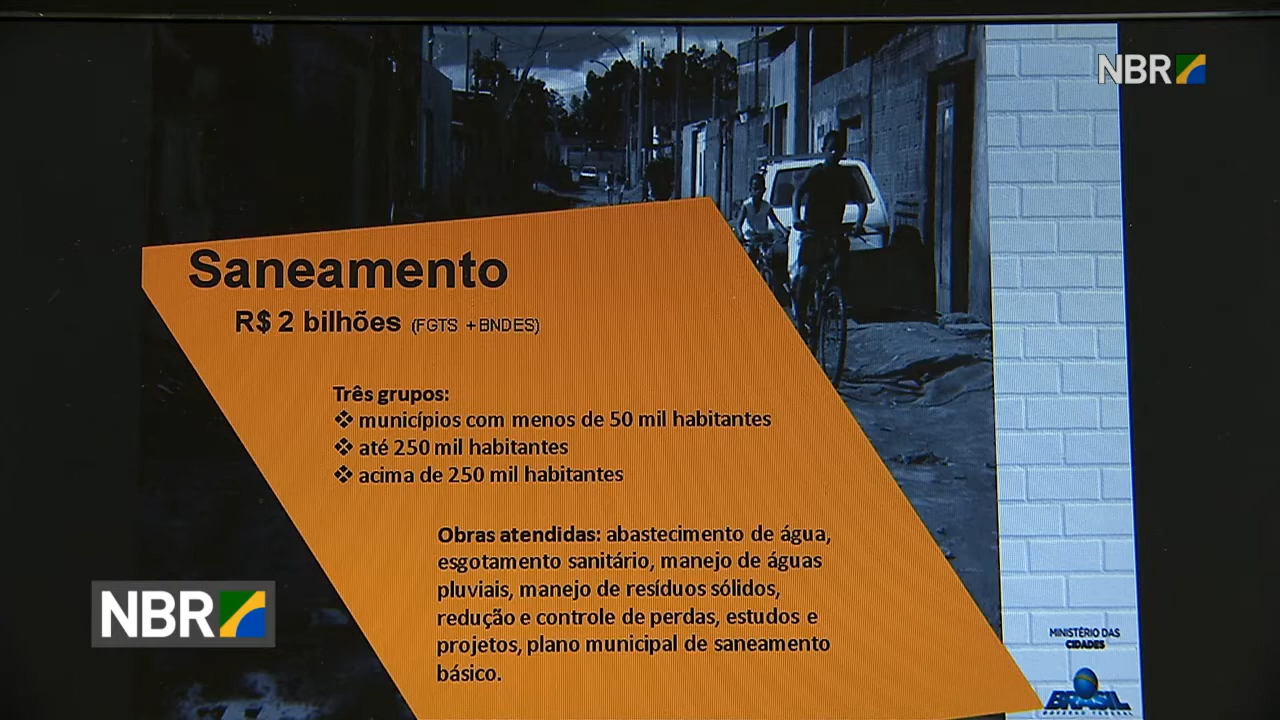 NBR
Saneamento
R$ 2 bilhões (FGTS + BNDES)
Três grupos:
❖ municípios com menos de 50 mil habitantes
❖ até 250 mil habitantes
❖ acima de 250 mil habitantes
Obras atendidas: abastecimento de água,
esgotamento sanitário, manejo de águas
pluviais, manejo de resíduos sólidos,
redução e controle de perdas, estudos e
projetos, plano municipal de saneamento
básico.
NBR
MINISTÉRIO DAS
CIDADES
BRASIL
GOVERNO FEDERAL